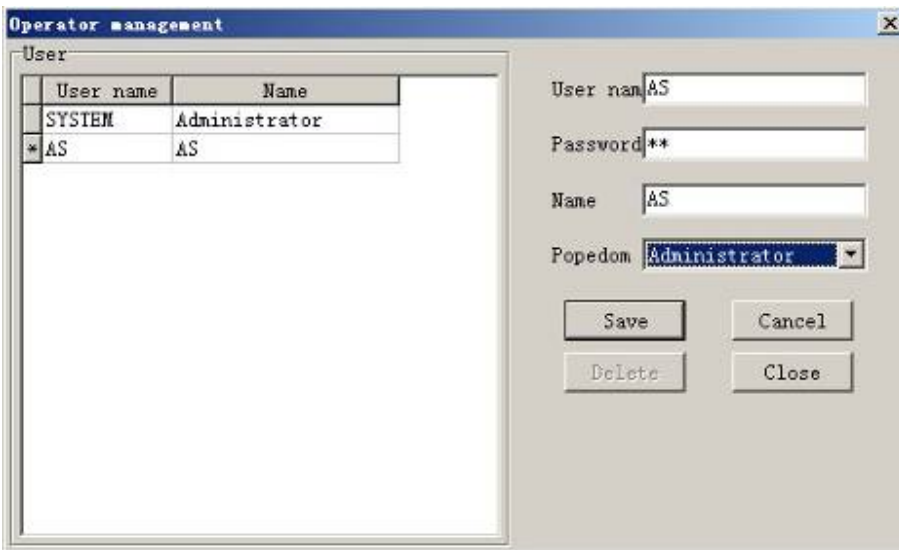 Operator management
User
User name Name
SYSTEM Administrator
* AS AS
User nam AS
Password **
Name AS
Popedom Administrator
Save Cancel
Delete Close